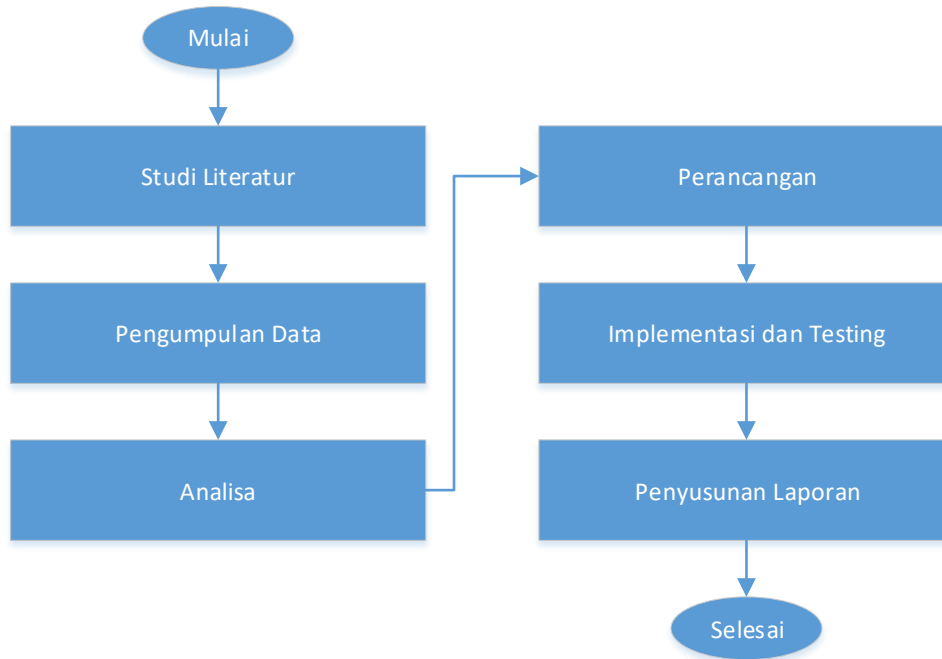 Mulai
Studi Literatur
Pengumpulan Data
Analisa
Perancangan
Implementasi dan Testing
Penyusunan Laporan
Selesai